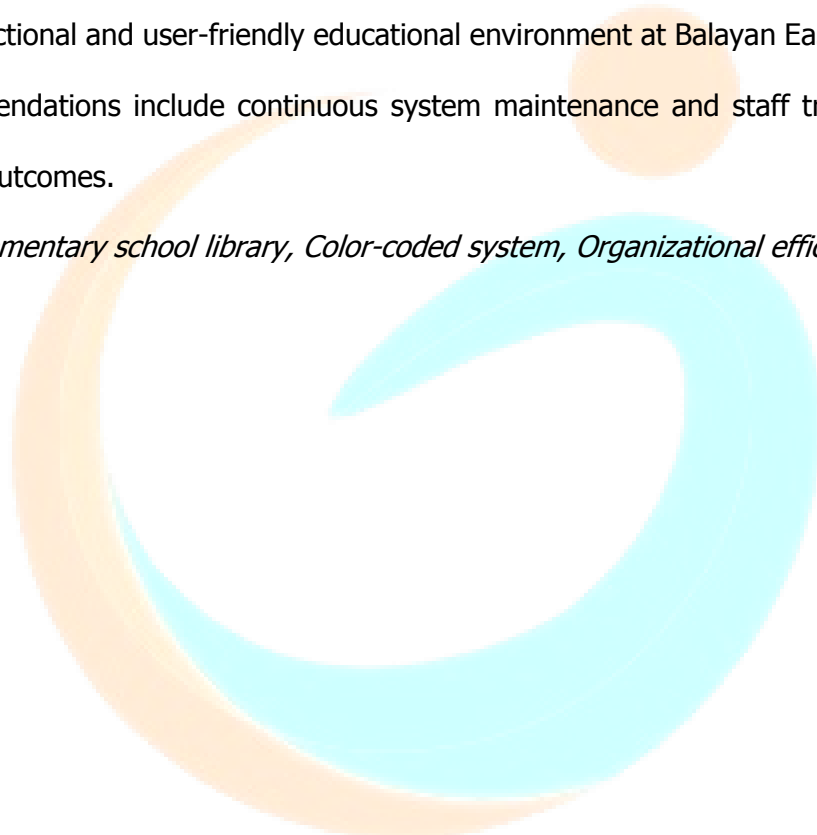 ctional and user-friendly educational environment at Balayan Ea
endations include continuous system maintenance and staff tr
utcomes.
mentary school library, Color-coded system, Organizational effic